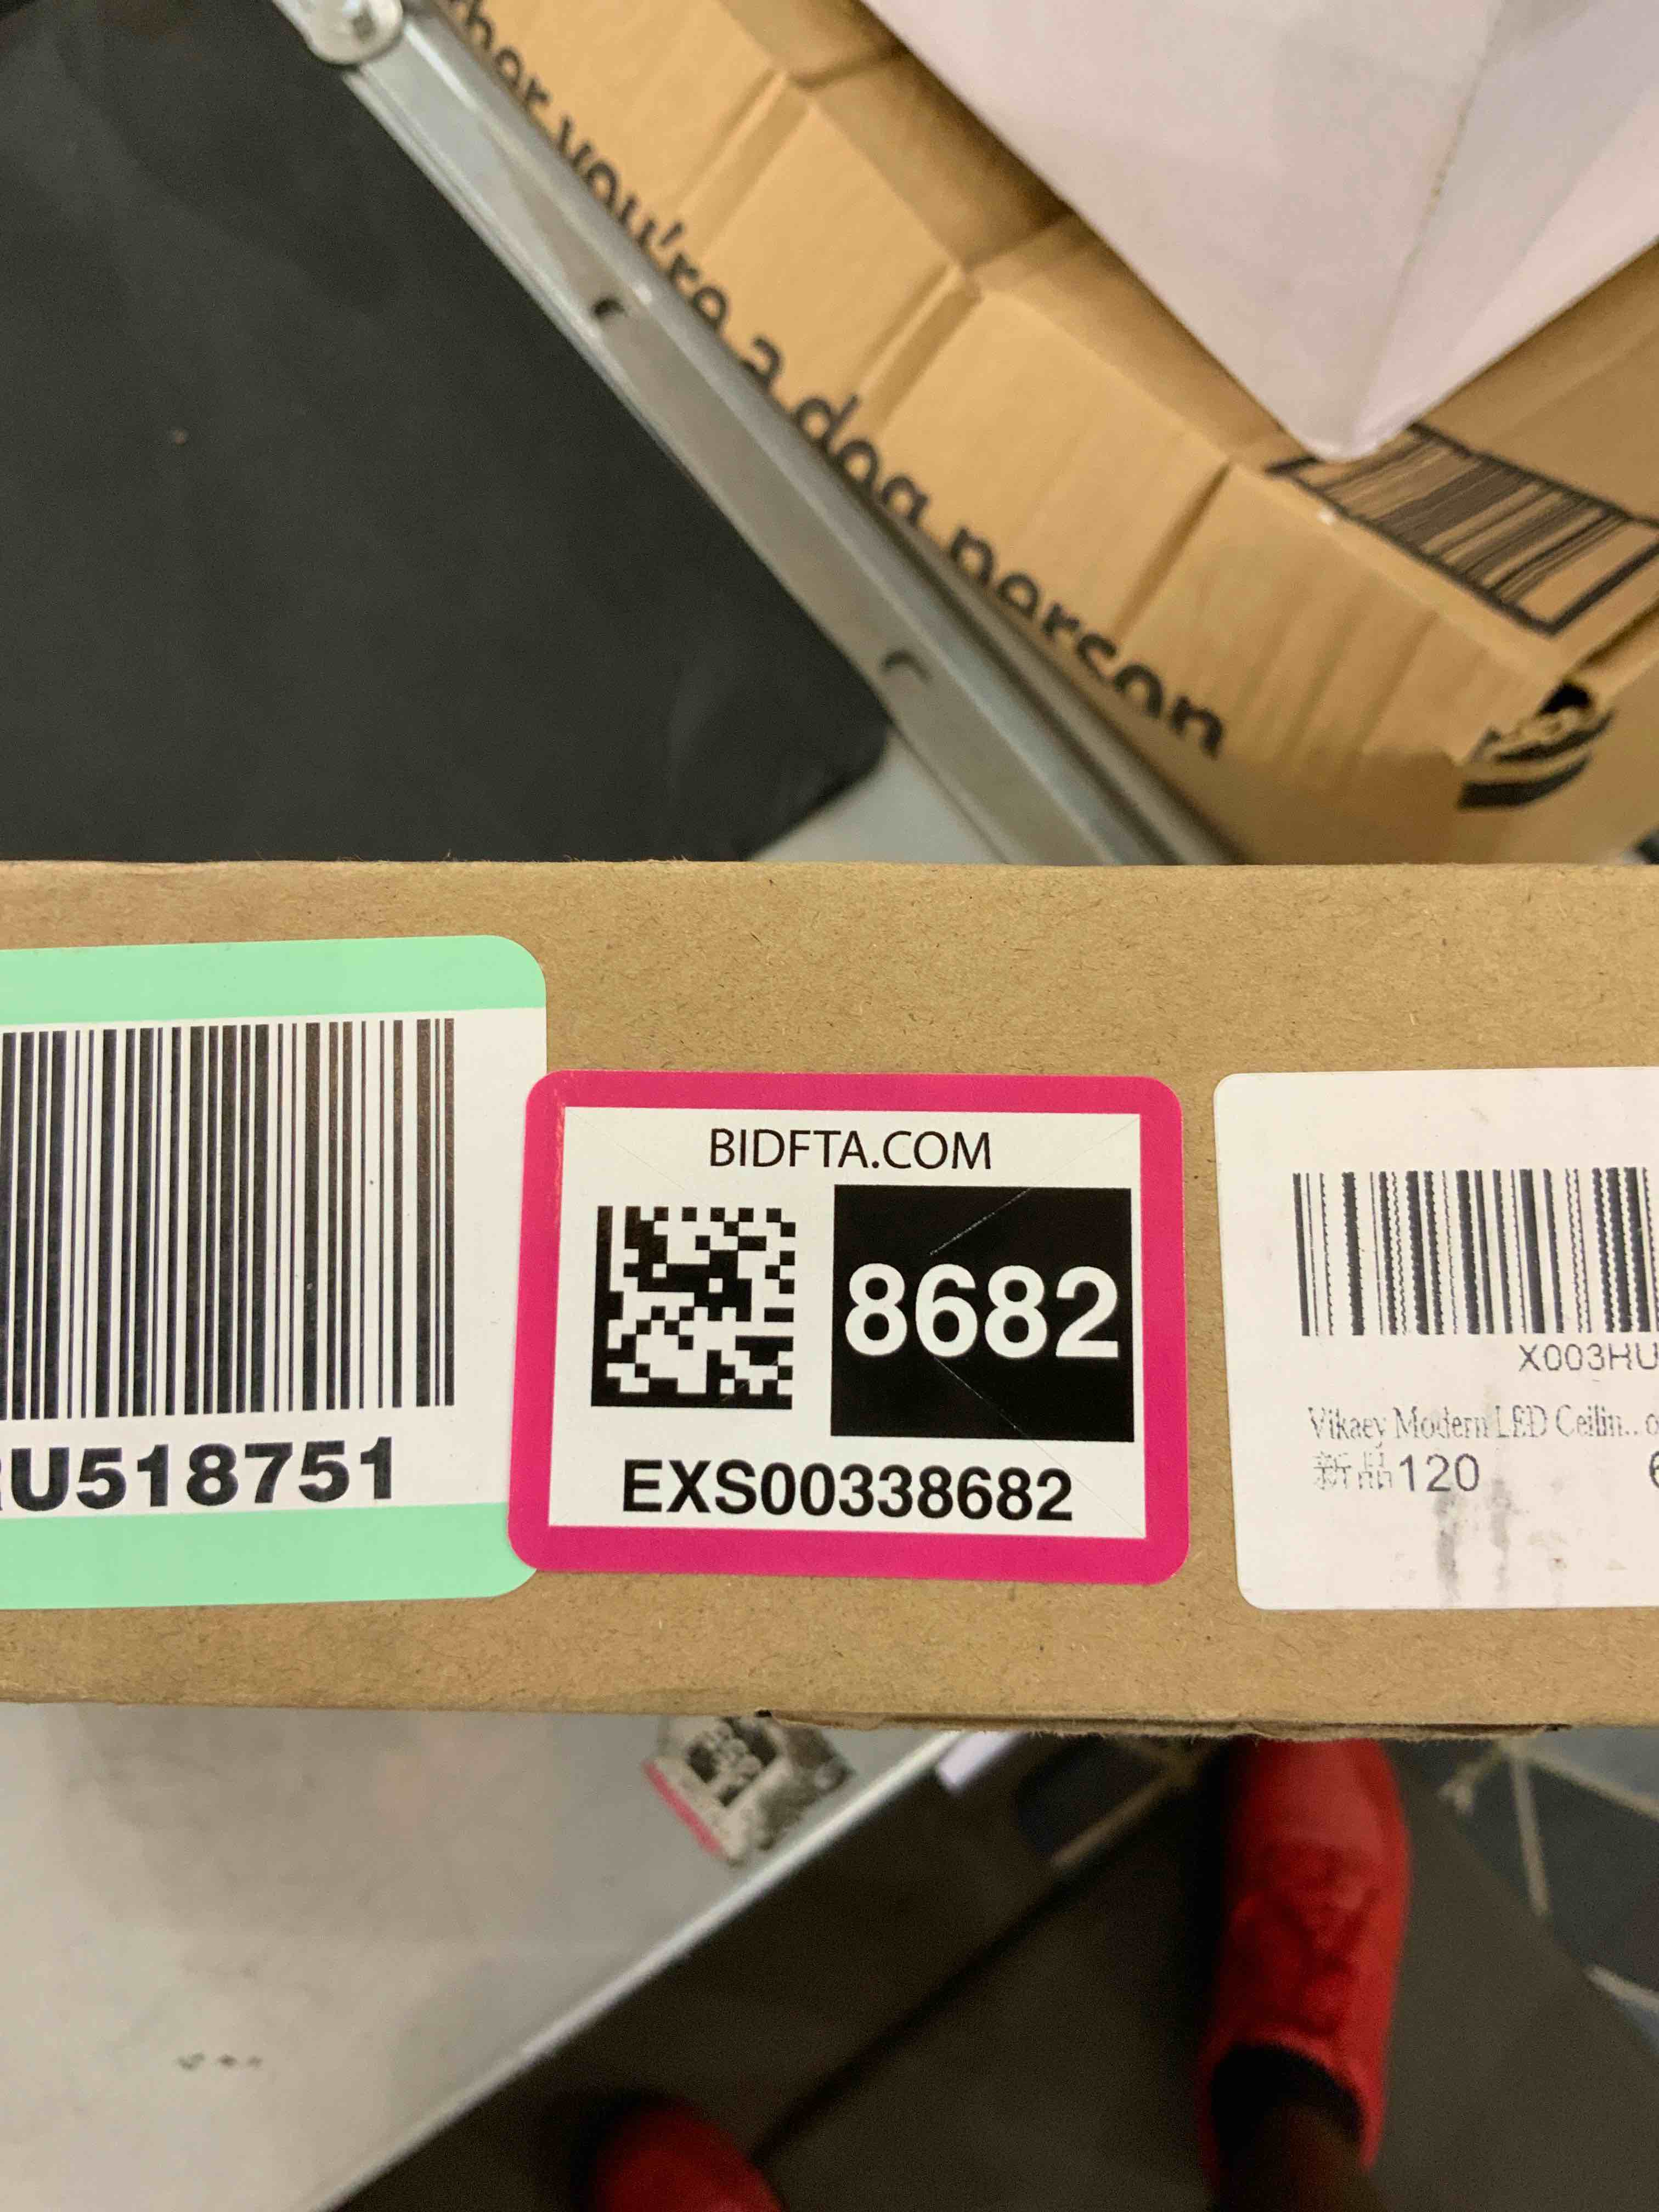 you're a dog person
RU518751
BIDFTA.COM
8682
EXS00338682
X003HU
Vikaey Modern LED Ceilin..
新品120